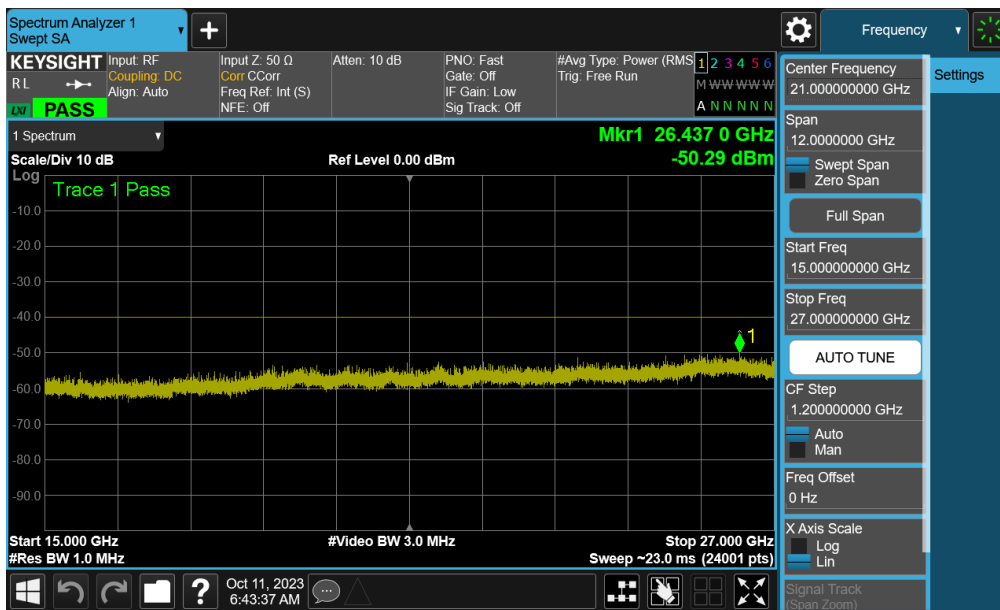 Spectrum Analyzer 1
Swept SA
+
Frequency
KEYSIGHT
RL
LXI
PASS
Input: RF
Coupling: DC
Align: Auto
Input Z: 50 Ω
Corr CCorr
Freq Ref: Int (S)
NFE: Off
Atten: 10 dB
PNO: Fast
Gate: Off
IF Gain: Low
Sig Track: Off
#Avg Type: Power (RMS
Trig: Free Run
1 2 3 4 5 6
M W W W W W
A N N N N N
1 Spectrum
Scale/Div 10 dB
Ref Level 0.00 dBm
Mkr1 26.437 0 GHz
-50.29 dBm
Log
Trace 1 Pass
-10.0
-20.0
-30.0
-40.0
-50.0
-60.0
-70.0
-80.0
-90.0
1
Start 15.000 GHz
#Res BW 1.0 MHz
#Video BW 3.0 MHz
Stop 27.000 GHz
Sweep ~23.0 ms (24001 pts)
?
Oct 11, 2023
6:43:37 AM
Center Frequency
21.000000000 GHz
Span
12.0000000 GHz
Swept Span
Zero Span
Full Span
Start Freq
15.000000000 GHz
Stop Freq
27.000000000 GHz
AUTO TUNE
CF Step
1.200000000 GHz
Auto
Man
Freq Offset
0 Hz
X Axis Scale
Log
Lin
Signal Track
(Span Zoom)
Settings